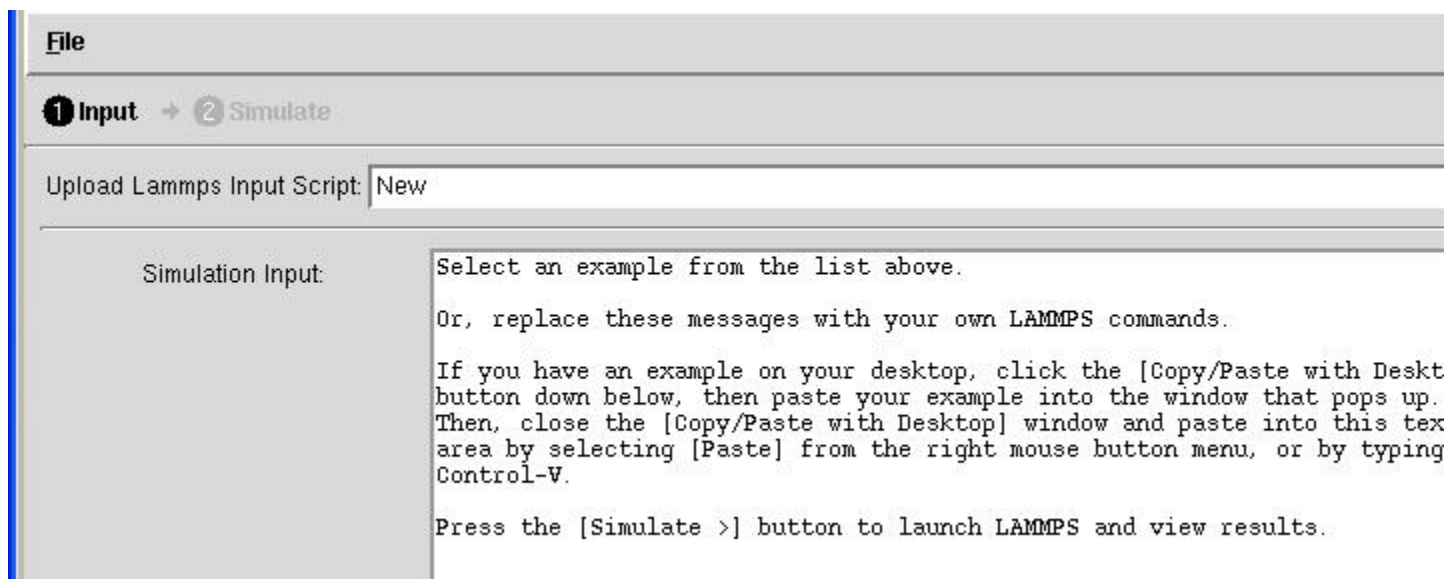 File
1 Input → 2 Simulate
Upload Lammps Input Script: New
Simulation Input:
Select an example from the list above.
Or, replace these messages with your own LAMMPS commands.
If you have an example on your desktop, click the [Copy/Paste with Deskt
button down below, then paste your example into the window that pops up.
Then, close the [Copy/Paste with Desktop] window and paste into this tex
area by selecting [Paste] from the right mouse button menu, or by typing
Control-V.
Press the [Simulate >] button to launch LAMMPS and view results.